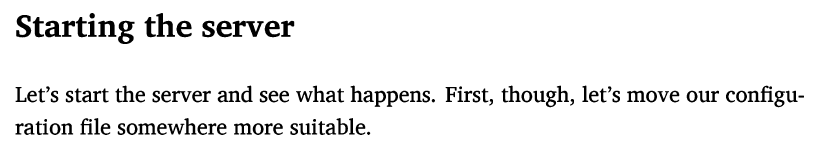 Starting the server
Let’s start the server and see what happens. First, though, let’s move our configu-
ration file somewhere more suitable.